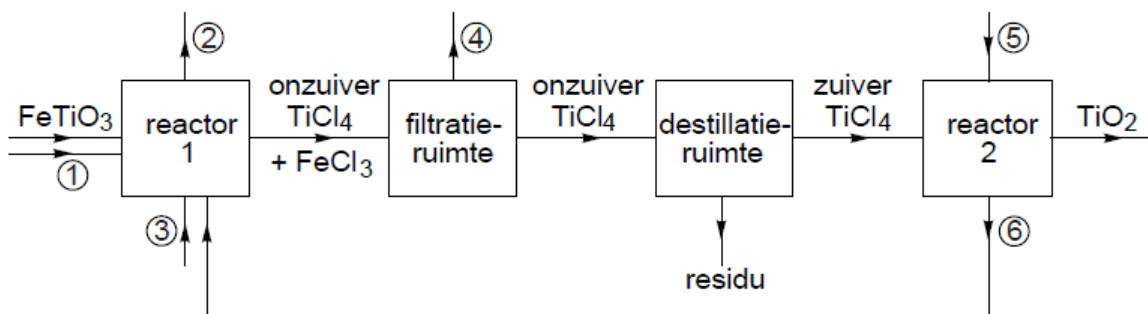 ② ④ ⑤
FeTiO3
①
reactor
1
③
onzuiver
TiCl4
+ FeCl3
filtratie-
ruimte
onzuiver
TiCl4
destillatie-
ruimte
residu
zuiver
TiCl4
reactor
2
⑥
TiO2